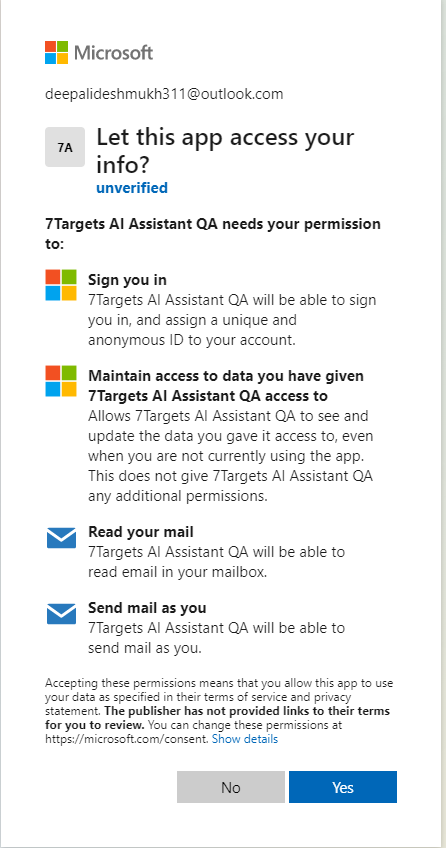 Microsoft
deepalideshmukh311@outlook.com
7A
Let this app access your
info?
unverified
7Targets AI Assistant QA needs your permission
to:
Sign you in
7Targets AI Assistant QA will be able to sign
you in, and assign a unique and
anonymous ID to your account.
Maintain access to data you have given
7Targets AI Assistant QA access to
Allows 7Targets AI Assistant QA to see and
update the data you gave it access to, even
when you are not currently using the app.
This does not give 7Targets AI Assistant QA
any additional permissions.
Read your mail
7Targets AI Assistant QA will be able to
read email in your mailbox.
Send mail as you
7Targets AI Assistant QA will be able to
send mail as you.
Accepting these permissions means that you allow this app to use
your data as specified in their terms of service and privacy
statement. The publisher has not provided links to their terms
for you to review. You can change these permissions at
https://microsoft.com/consent. Show details
No
Yes